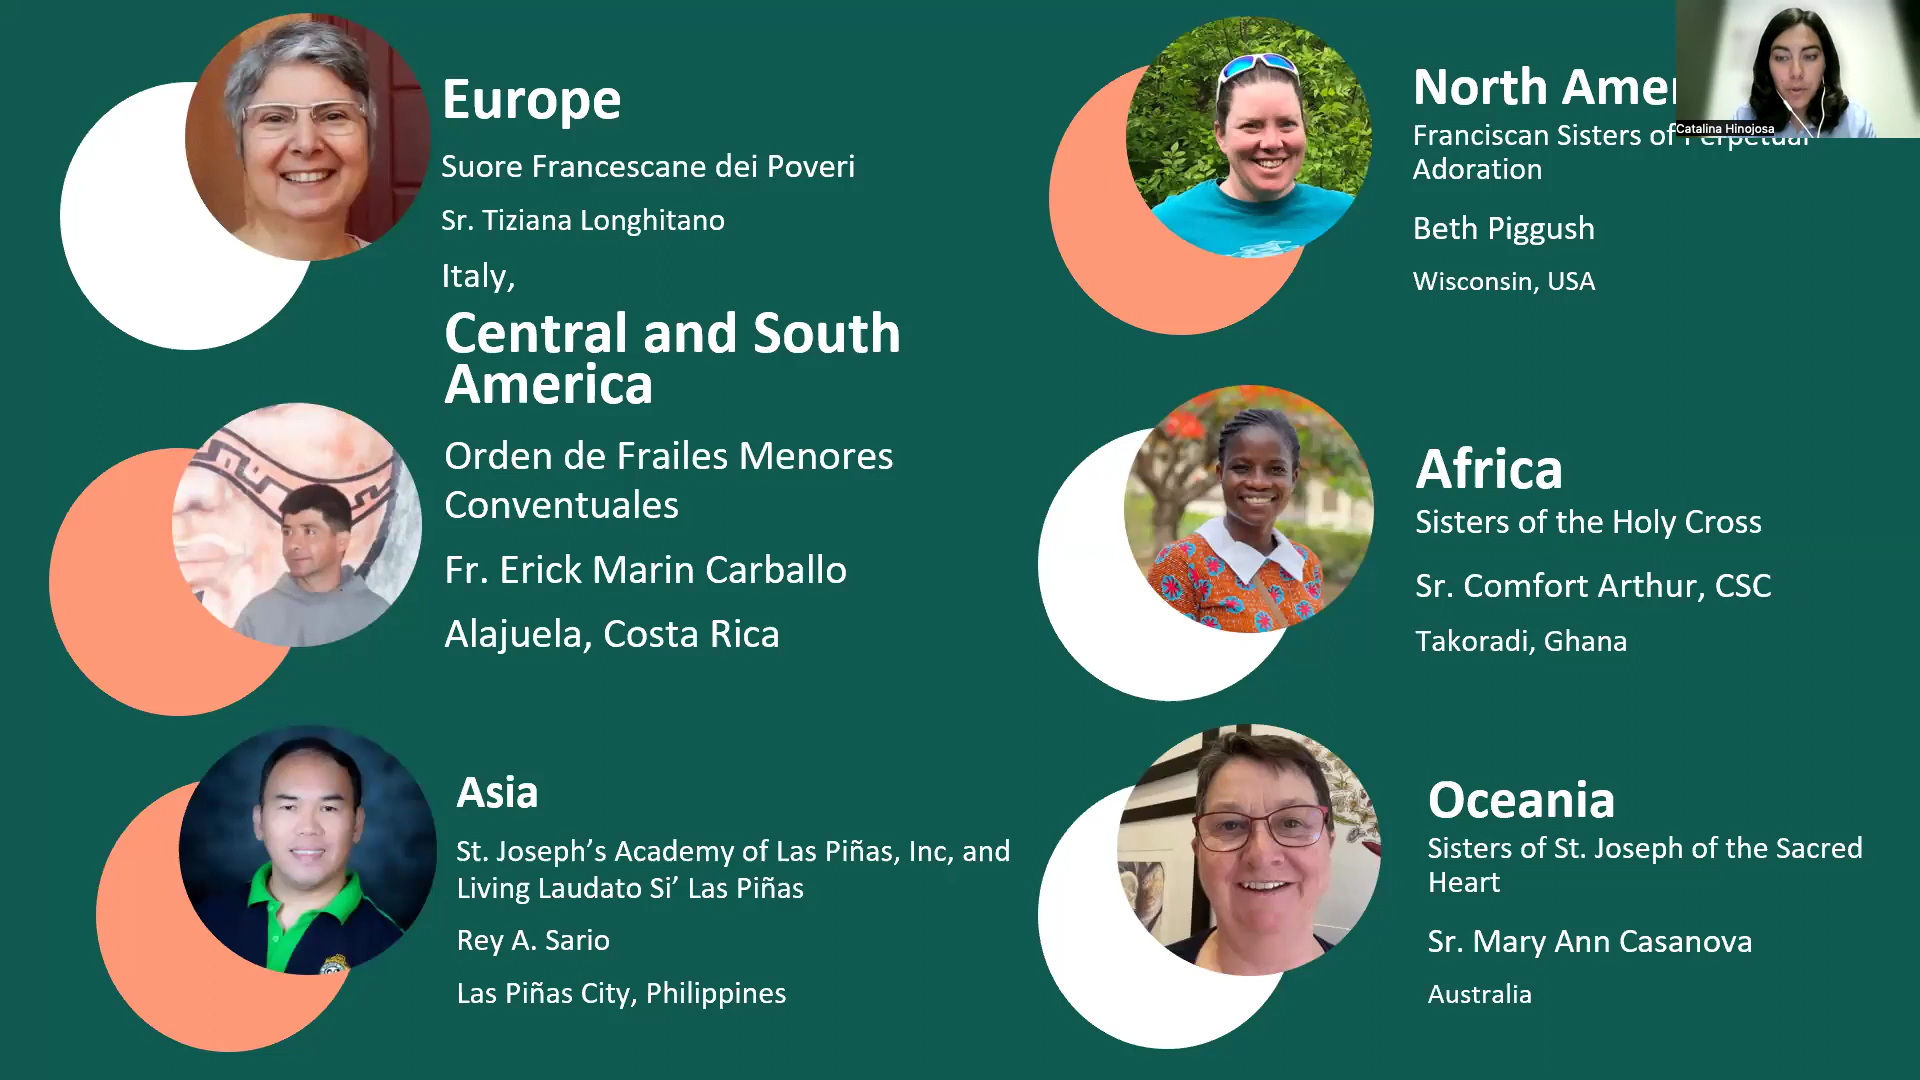 Europe
Suore Francescane dei Poveri
Sr. Tiziana Longhitano
Italy,
Central and South
America
Orden de Frailes Menores
Conventuales
Fr. Erick Marin Carballo
Alajuela, Costa Rica
Asia
St. Joseph’s Academy of Las Piñas, Inc, and
Living Laudato Si’ Las Piñas
Rey A. Sario
Las Piñas City, Philippines
North Amer
Franciscan Sisters of Perpetual
Adoration
Beth Piggush
Wisconsin, USA
Africa
Sisters of the Holy Cross
Sr. Comfort Arthur, CSC
Takoradi, Ghana
Oceania
Sisters of St. Joseph of the Sacred
Heart
Sr. Mary Ann Casanova
Australia
Catalina Hinojosa